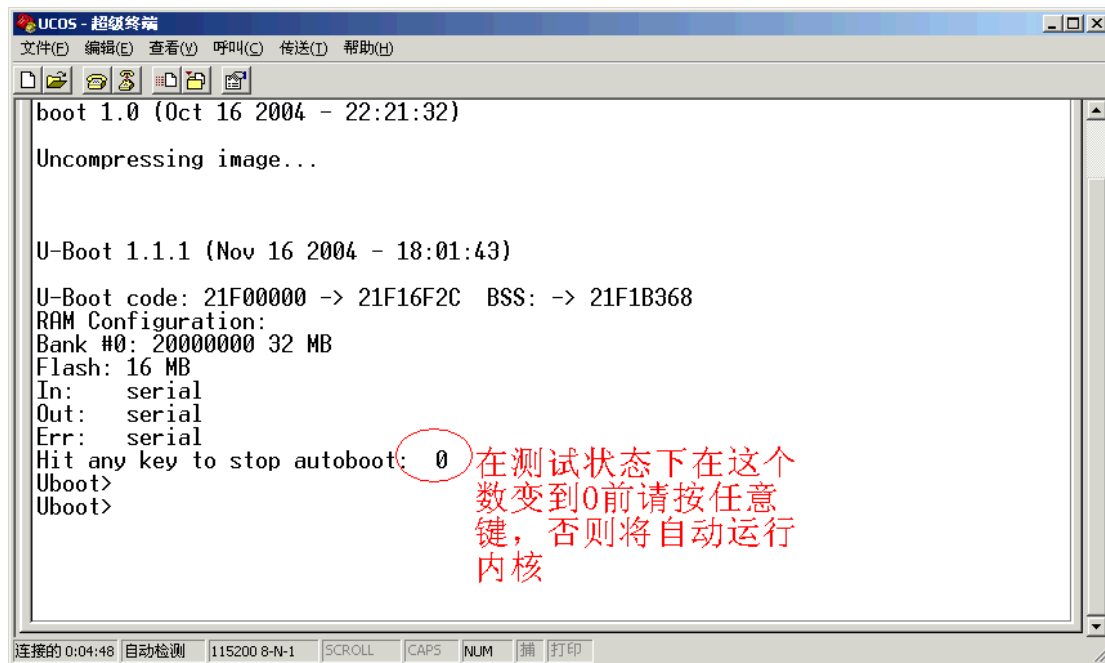 UCOS - 超级终端
文件(F) 编辑(E) 查看(V) 呼叫(C) 传送(T) 帮助(H)
boot 1.0 (Oct 16 2004 - 22:21:32)
Uncompressing image...
U-Boot 1.1.1 (Nov 16 2004 - 18:01:43)
U-Boot code: 21F00000 -> 21F16F2C  BSS: -> 21F1B368
RAM Configuration:
Bank #0: 20000000 32 MB
Flash: 16 MB
In:    serial
Out:   serial
Err:   serial
Hit any key to stop autoboot:  0
Uboot>
Uboot>
在测试状态下在这个
数变到0前请按任意
键，否则将自动运行
内核
连接的 0:04:48 自动检测 115200 8-N-1 SCROLL CAPS NUM 捕 打印